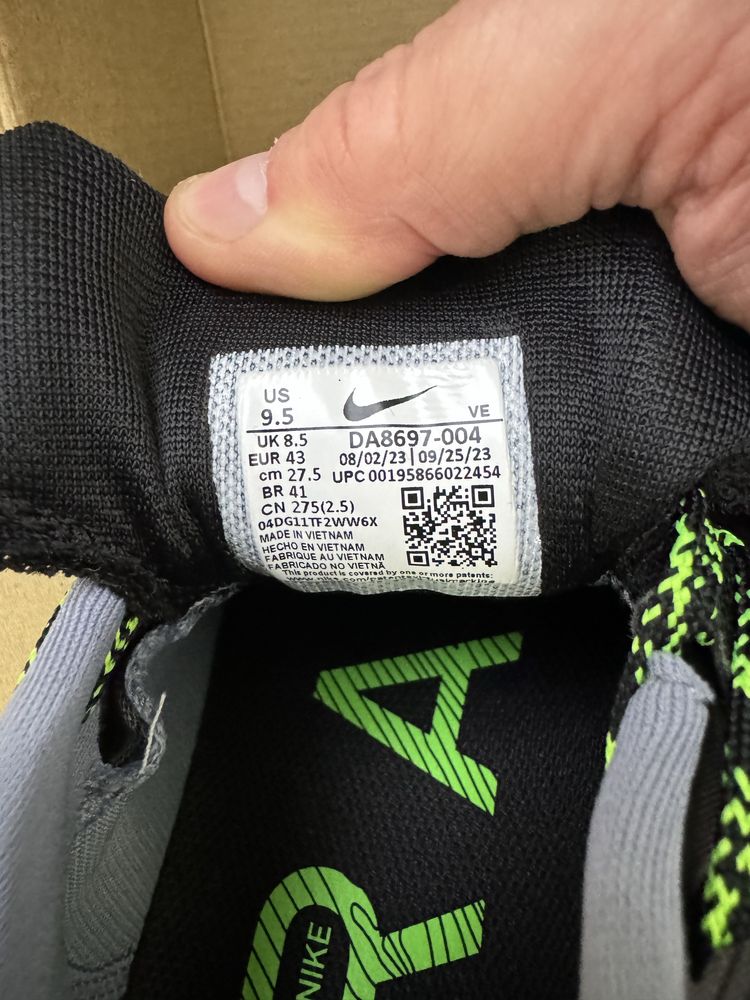 US
9.5
VE
UK 8.5
DA8697-004
EUR 43
08/02/23 | 09/25/23
cm 27.5
UPC 00195866022454
BR 41
CN 275(2.5)
04DG11TF2WW6X
MADE IN VIETNAM
HECHO EN VIETNAM
FABRIQUE AU VIETNAM
FABRICADO NO VIETNÃ
This product is covered by one or more patents:
R A
NIKE